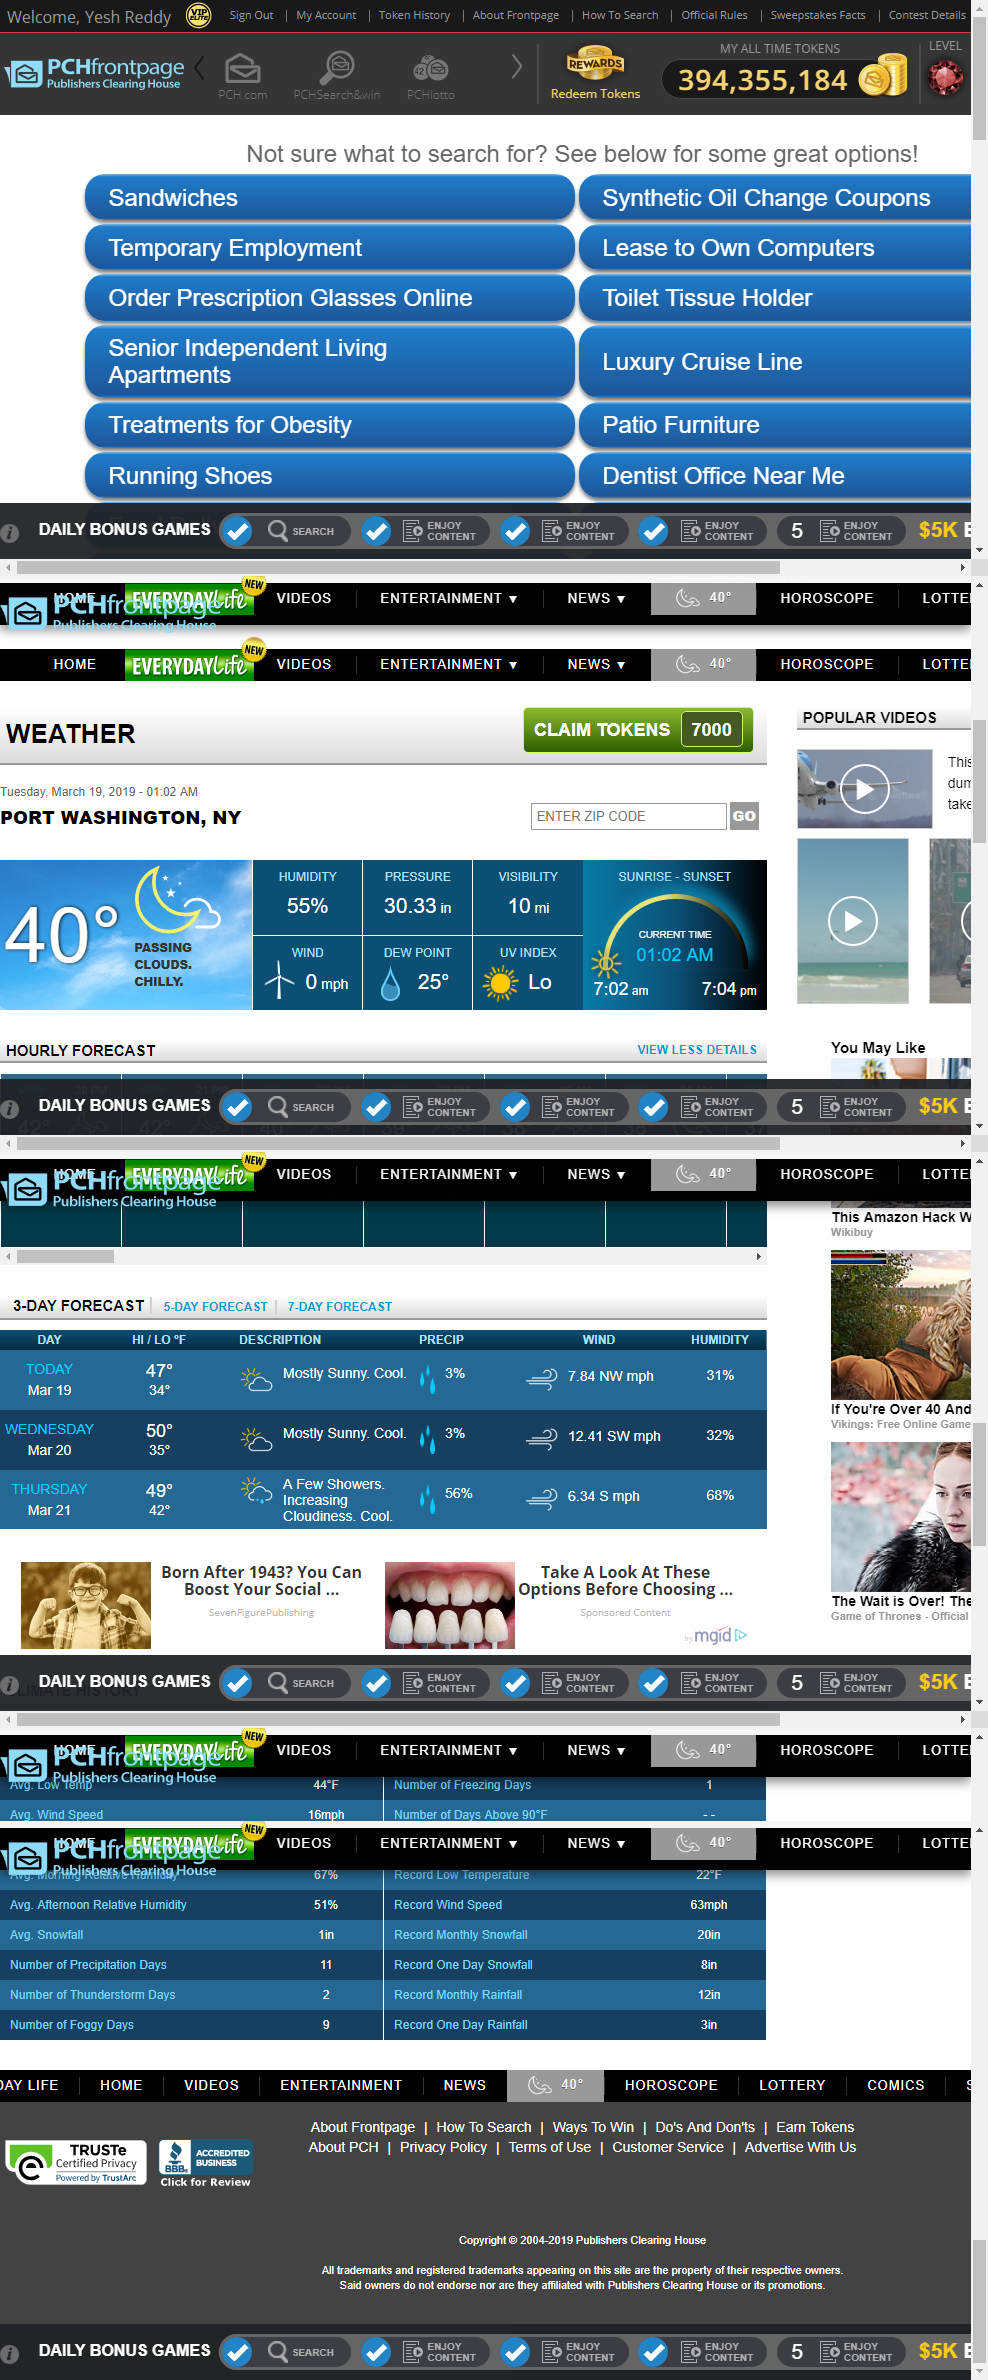 Welcome, Yesh Reddy VIP ELITE Sign Out | My Account | Token History | About Frontpage | How To Search | Official Rules | Sweepstakes Facts | Contest Details
PCHfrontpage
Publishers Clearing House
PCH.com PCHSearch&win PCHlotto
REWARDS
Redeem Tokens
MY ALL TIME TOKENS
394,355,184
LEVEL
Not sure what to search for? See below for some great options!
Sandwiches
Synthetic Oil Change Coupons
Temporary Employment
Lease to Own Computers
Order Prescription Glasses Online
Toilet Tissue Holder
Senior Independent Living
Apartments
Luxury Cruise Line
Treatments for Obesity
Patio Furniture
Running Shoes
Dentist Office Near Me
DAILY BONUS GAMES SEARCH ENJOY CONTENT ENJOY CONTENT ENJOY CONTENT 5 ENJOY CONTENT $5K
HOME EVERYDAYLife NEW VIDEOS ENTERTAINMENT ▼ NEWS ▼ 40° HOROSCOPE LOTTE
PCHfrontpage
Publishers Clearing House
HOME EVERYDAYLife NEW VIDEOS ENTERTAINMENT ▼ NEWS ▼ 40° HOROSCOPE LOTTE
WEATHER
CLAIM TOKENS 7000
POPULAR VIDEOS
This
dum
take
Tuesday, March 19, 2019 - 01:02 AM
PORT WASHINGTON, NY
ENTER ZIP CODE GO
40°
PASSING
CLOUDS.
CHILLY.
HUMIDITY
55%
PRESSURE
30.33 in
VISIBILITY
10 mi
WIND
0 mph
DEW POINT
25°
UV INDEX
Lo
SUNRISE - SUNSET
CURRENT TIME
01:02 AM
7:02 am 7:04 pm
HOURLY FORECAST VIEW LESS DETAILS
You May Like
DAILY BONUS GAMES SEARCH ENJOY CONTENT ENJOY CONTENT ENJOY CONTENT 5 ENJOY CONTENT $5K
HOME EVERYDAYLife NEW VIDEOS ENTERTAINMENT ▼ NEWS ▼ 40° HOROSCOPE LOTTE
PCHfrontpage
Publishers Clearing House
This Amazon Hack W
Wikibuy
3-DAY FORECAST | 5-DAY FORECAST | 7-DAY FORECAST
DAY HI / LO °F DESCRIPTION PRECIP WIND HUMIDITY
TODAY
Mar 19
47°
34°
Mostly Sunny. Cool. 3% 7.84 NW mph 31%
WEDNESDAY
Mar 20
50°
35°
Mostly Sunny. Cool. 3% 12.41 SW mph 32%
THURSDAY
Mar 21
49°
42°
A Few Showers.
Increasing
Cloudiness. Cool.
56% 6.34 S mph 68%
If You're Over 40 And
Vikings: Free Online Game
The Wait is Over! The
Game of Thrones - Official
Born After 1943? You Can
Boost Your Social ...
SevenFigurePublishing
Take A Look At These
Options Before Choosing ...
Sponsored Content
by mgid
DAILY BONUS GAMES SEARCH ENJOY CONTENT ENJOY CONTENT ENJOY CONTENT 5 ENJOY CONTENT $5K
CLIMATE HISTORY
HOME EVERYDAYLife NEW VIDEOS ENTERTAINMENT ▼ NEWS ▼ 40° HOROSCOPE LOTTE
PCHfrontpage
Publishers Clearing House
Avg. Low Temp 44°F Number of Freezing Days 1
Avg. Wind Speed 16mph Number of Days Above 90°F - -
HOME EVERYDAYLife NEW VIDEOS ENTERTAINMENT ▼ NEWS ▼ 40° HOROSCOPE LOTTE
PCHfrontpage
Publishers Clearing House
Avg. Morning Relative Humidity 67% Record Low Temperature 22°F
Avg. Afternoon Relative Humidity 51% Record Wind Speed 63mph
Avg. Snowfall 1in Record Monthly Snowfall 20in
Number of Precipitation Days 11 Record One Day Snowfall 8in
Number of Thunderstorm Days 2 Record Monthly Rainfall 12in
Number of Foggy Days 9 Record One Day Rainfall 3in
DAY LIFE HOME VIDEOS ENTERTAINMENT NEWS 40° HOROSCOPE LOTTERY COMICS S
About Frontpage | How To Search | Ways To Win | Do's And Don'ts | Earn Tokens
About PCH | Privacy Policy | Terms of Use | Customer Service | Advertise With Us
TRUSTe
Certified Privacy
Powered by TrustArc
BBB ACCREDITED
BUSINESS
Click for Review
Copyright © 2004-2019 Publishers Clearing House
All trademarks and registered trademarks appearing on this site are the property of their respective owners.
Said owners do not endorse nor are they affiliated with Publishers Clearing House or its promotions.
DAILY BONUS GAMES SEARCH ENJOY CONTENT ENJOY CONTENT ENJOY CONTENT 5 ENJOY CONTENT $5K